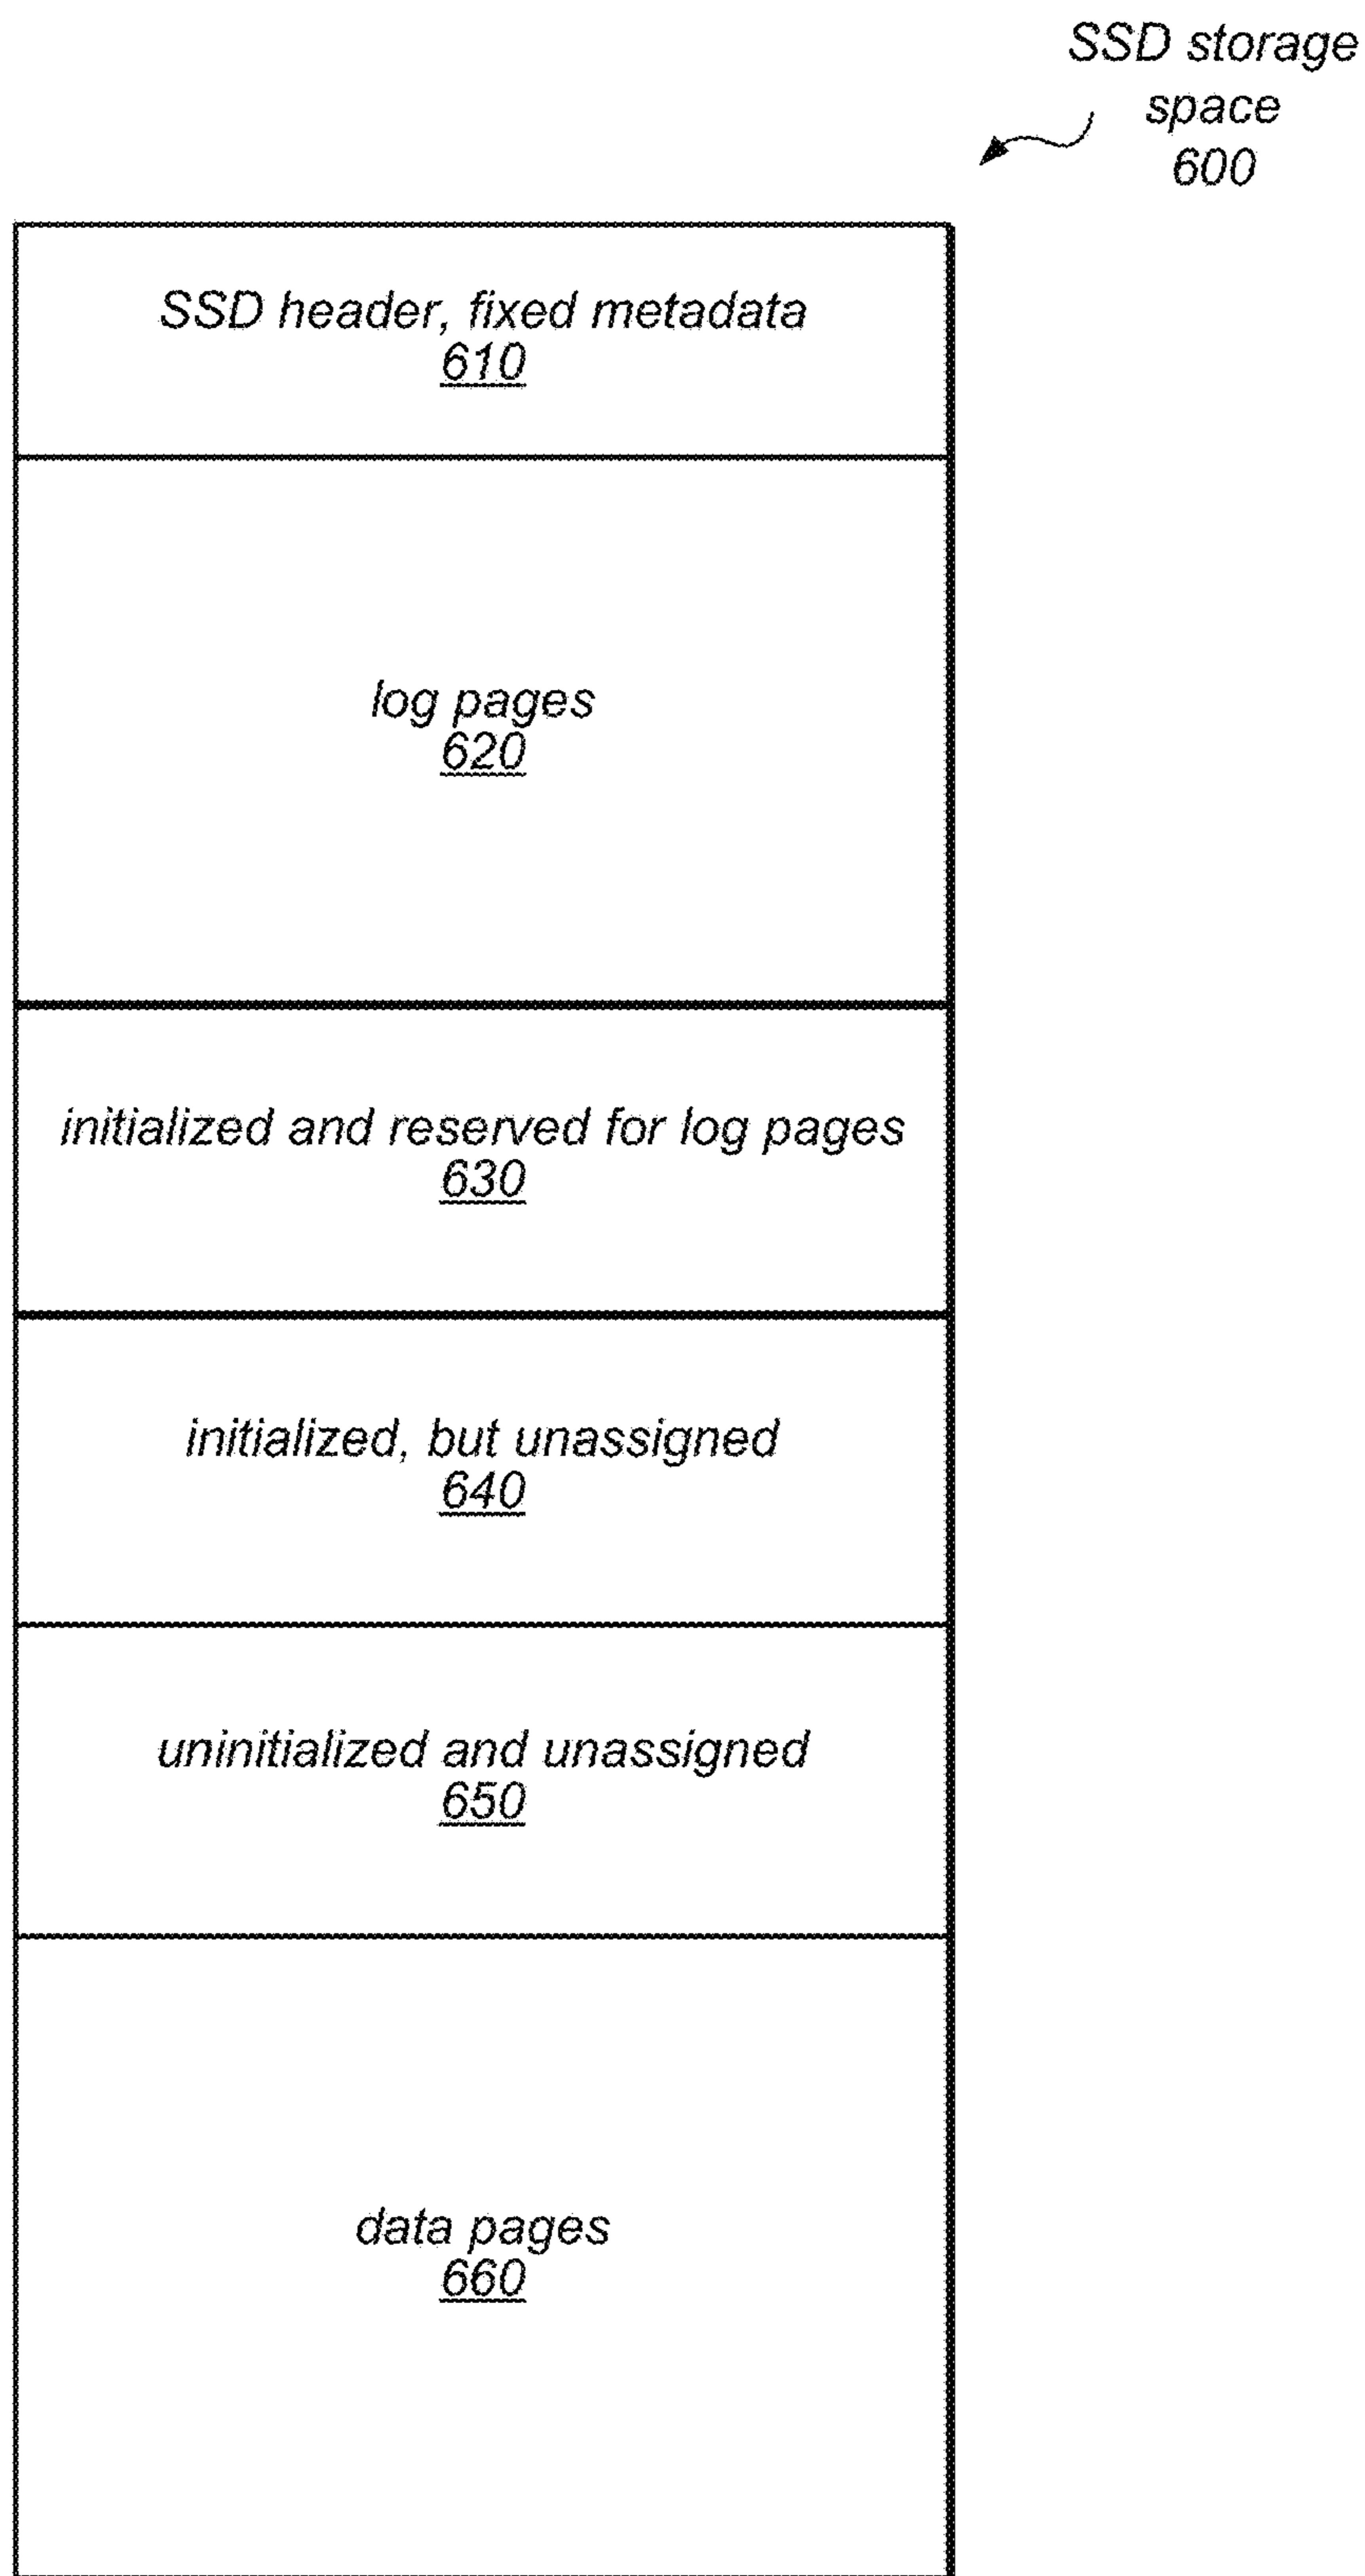 SSD storage
space
600
SSD header, fixed metadata
610
log pages
620
initialized and reserved for log pages
630
initialized, but unassigned
640
uninitialized and unassigned
650
data pages
660